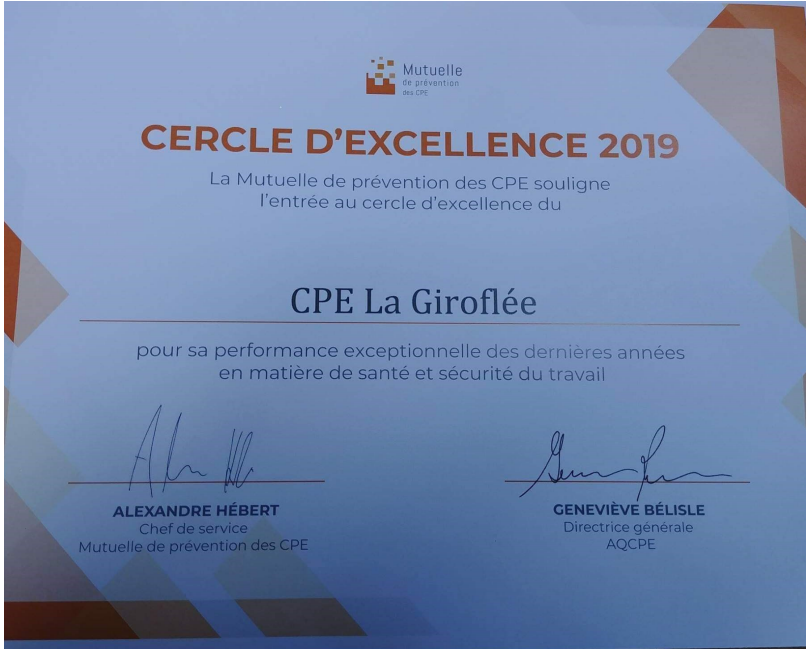 Mutuelle
de prévention
des CPE
CERCLE D'EXCELLENCE 2019
La Mutuelle de prévention des CPE souligne
l'entrée au cercle d'excellence du
CPE La Giroflée
pour sa performance exceptionnelle des dernières années
en matière de santé et sécurité du travail
ALEXANDRE HÉBERT
Chef de service
Mutuelle de prévention des CPE
GENEVIÈVE BÉLISLE
Directrice générale
AQCPE